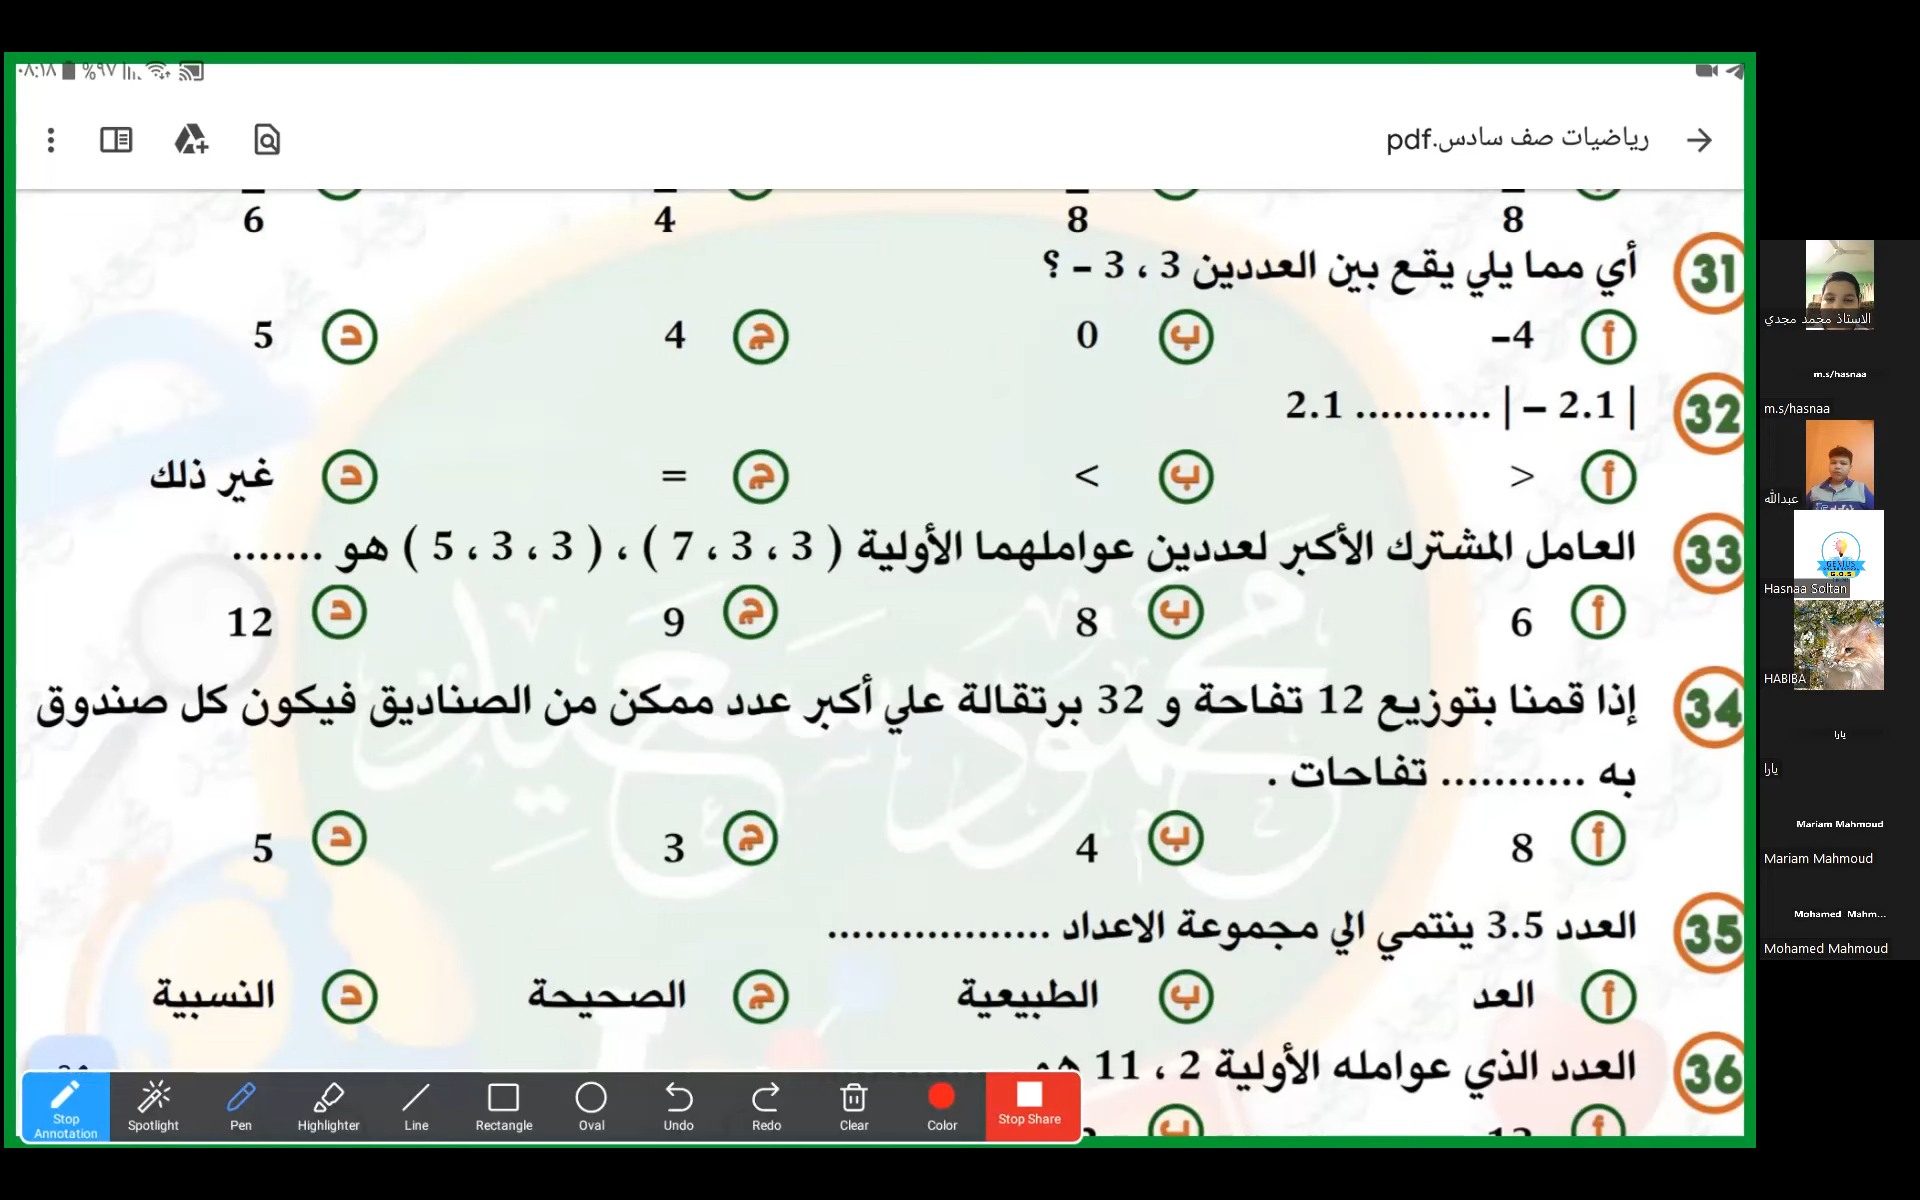 ٠٨:١٨ %٩٧
رياضيات صف سادس.pdf
8 8 4 6
31 أي مما يلي يقع بين العددين 3 ، 3 – ؟
أ –4 ب 0 ج 4 د 5
32 | – 2.1 | ........... 2.1
أ > ب < ج = د غير ذلك
33 العامل المشترك الأكبر لعددين عواملهما الأولية ( 3 ، 3 ، 7 ) ، ( 3 ، 3 ، 5 ) هو .......
أ 6 ب 8 ج 9 د 12
34 إذا قمنا بتوزيع 12 تفاحة و 32 برتقالة علي أكبر عدد ممكن من الصناديق فيكون كل صندوق
به ........... تفاحات .
أ 8 ب 4 ج 3 د 5
35 العدد 3.5 ينتمي الي مجموعة الاعداد ..................
أ العد ب الطبيعية ج الصحيحة د النسبية
36 العدد الذي عوامله الأولية 2 ، 11 هو
محمود سعيد
Stop Annotation
Spotlight
Pen
Highlighter
Line
Rectangle
Oval
Undo
Redo
Clear
Color
Stop Share
الاستاذ محمد مجدي
m.s/hasnaa
m.s/hasnaa
عبدالله
GENIUS
G.O.S
Hasnaa Soltan
HABIBA
يارا
يارا
Mariam Mahmoud
Mariam Mahmoud
Mohamed Mahm...
Mohamed Mahmoud